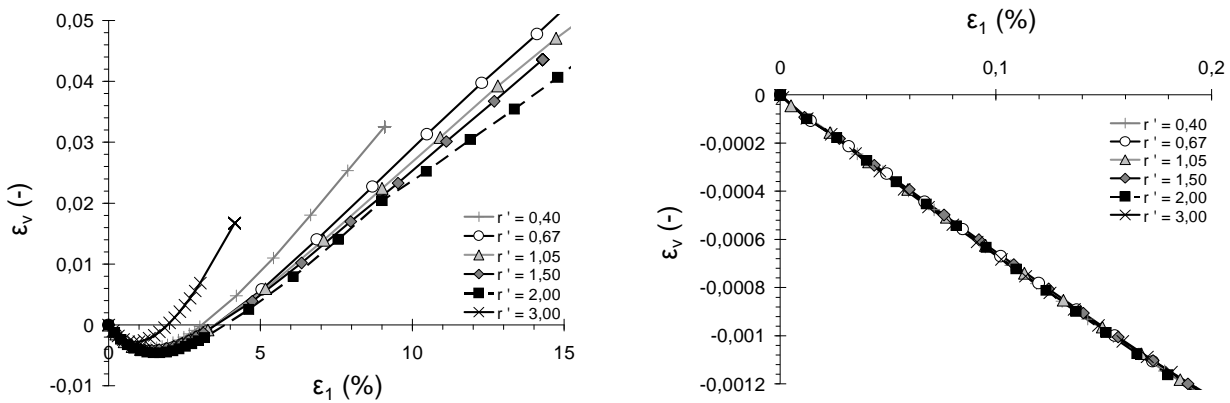 0,05
0,04
0,03
0,02
0,01
0
-0,01
εv (-)
0
5
10
15
ε1 (%)
r ' = 0,40
r ' = 0,67
r ' = 1,05
r ' = 1,50
r ' = 2,00
r ' = 3,00
ε1 (%)
0
0,1
0,2
0
-0,0002
-0,0004
-0,0006
-0,0008
-0,001
-0,0012
εv (-)
r ' = 0,40
r ' = 0,67
r ' = 1,05
r ' = 1,50
r ' = 2,00
r ' = 3,00